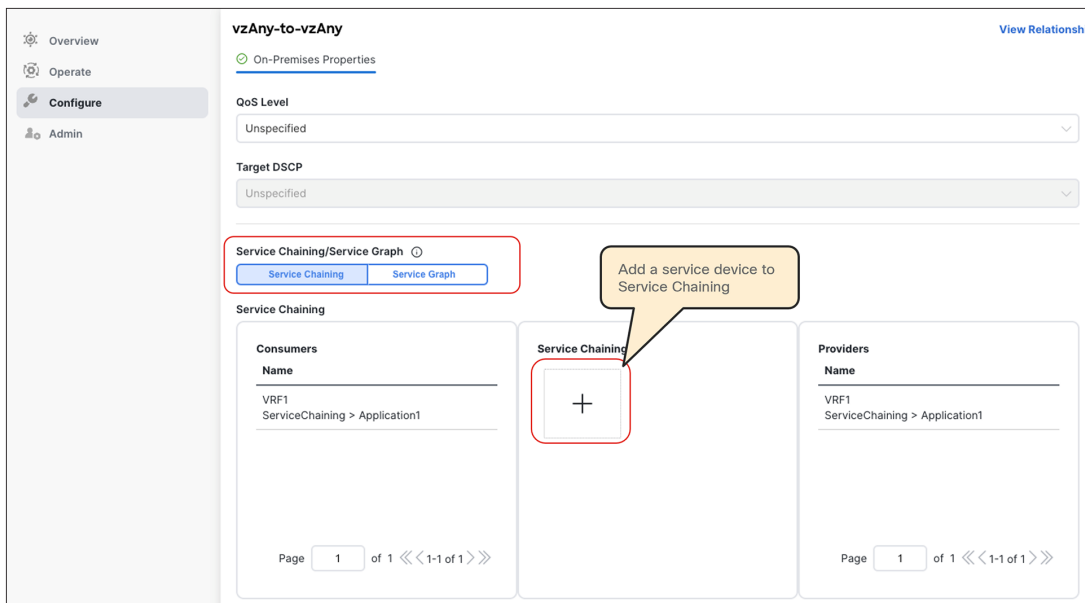 Overview
Operate
Configure
Admin
vzAny-to-vzAny
View Relationsh
On-Premises Properties
QoS Level
Unspecified
Target DSCP
Unspecified
Service Chaining/Service Graph
Service Chaining
Service Graph
Add a service device to
Service Chaining
Service Chaining
Consumers
Name
VRF1
ServiceChaining > Application1
Page 1 of 1 1-1 of 1
Service Chaining
+
Providers
Name
VRF1
ServiceChaining > Application1
Page 1 of 1 1-1 of 1